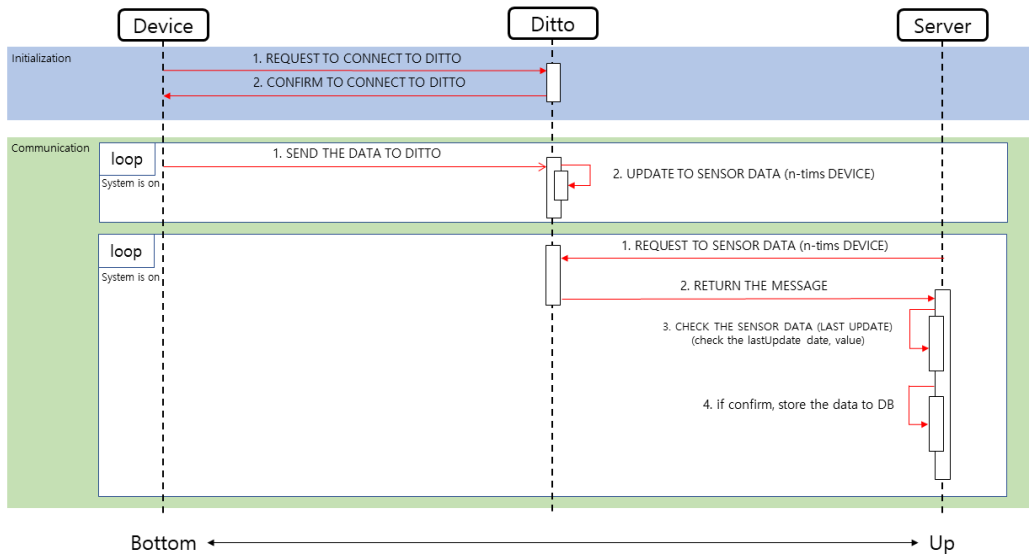 Device
Ditto
Server
Initialization
1. REQUEST TO CONNECT TO DITTO
2. CONFIRM TO CONNECT TO DITTO
Communication
loop
System is on
1. SEND THE DATA TO DITTO
2. UPDATE TO SENSOR DATA (n-tims DEVICE)
loop
System is on
1. REQUEST TO SENSOR DATA (n-tims DEVICE)
2. RETURN THE MESSAGE
3. CHECK THE SENSOR DATA (LAST UPDATE)
(check the lastUpdate date, value)
4. if confirm, store the data to DB
Bottom
Up